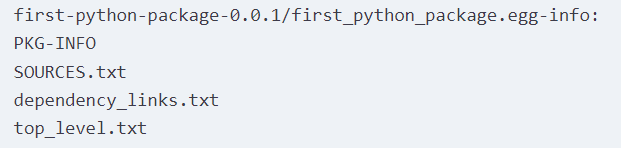 first-python-package-0.0.1/first_python_package.egg-info:
PKG-INFO
SOURCES.txt
dependency_links.txt
top_level.txt